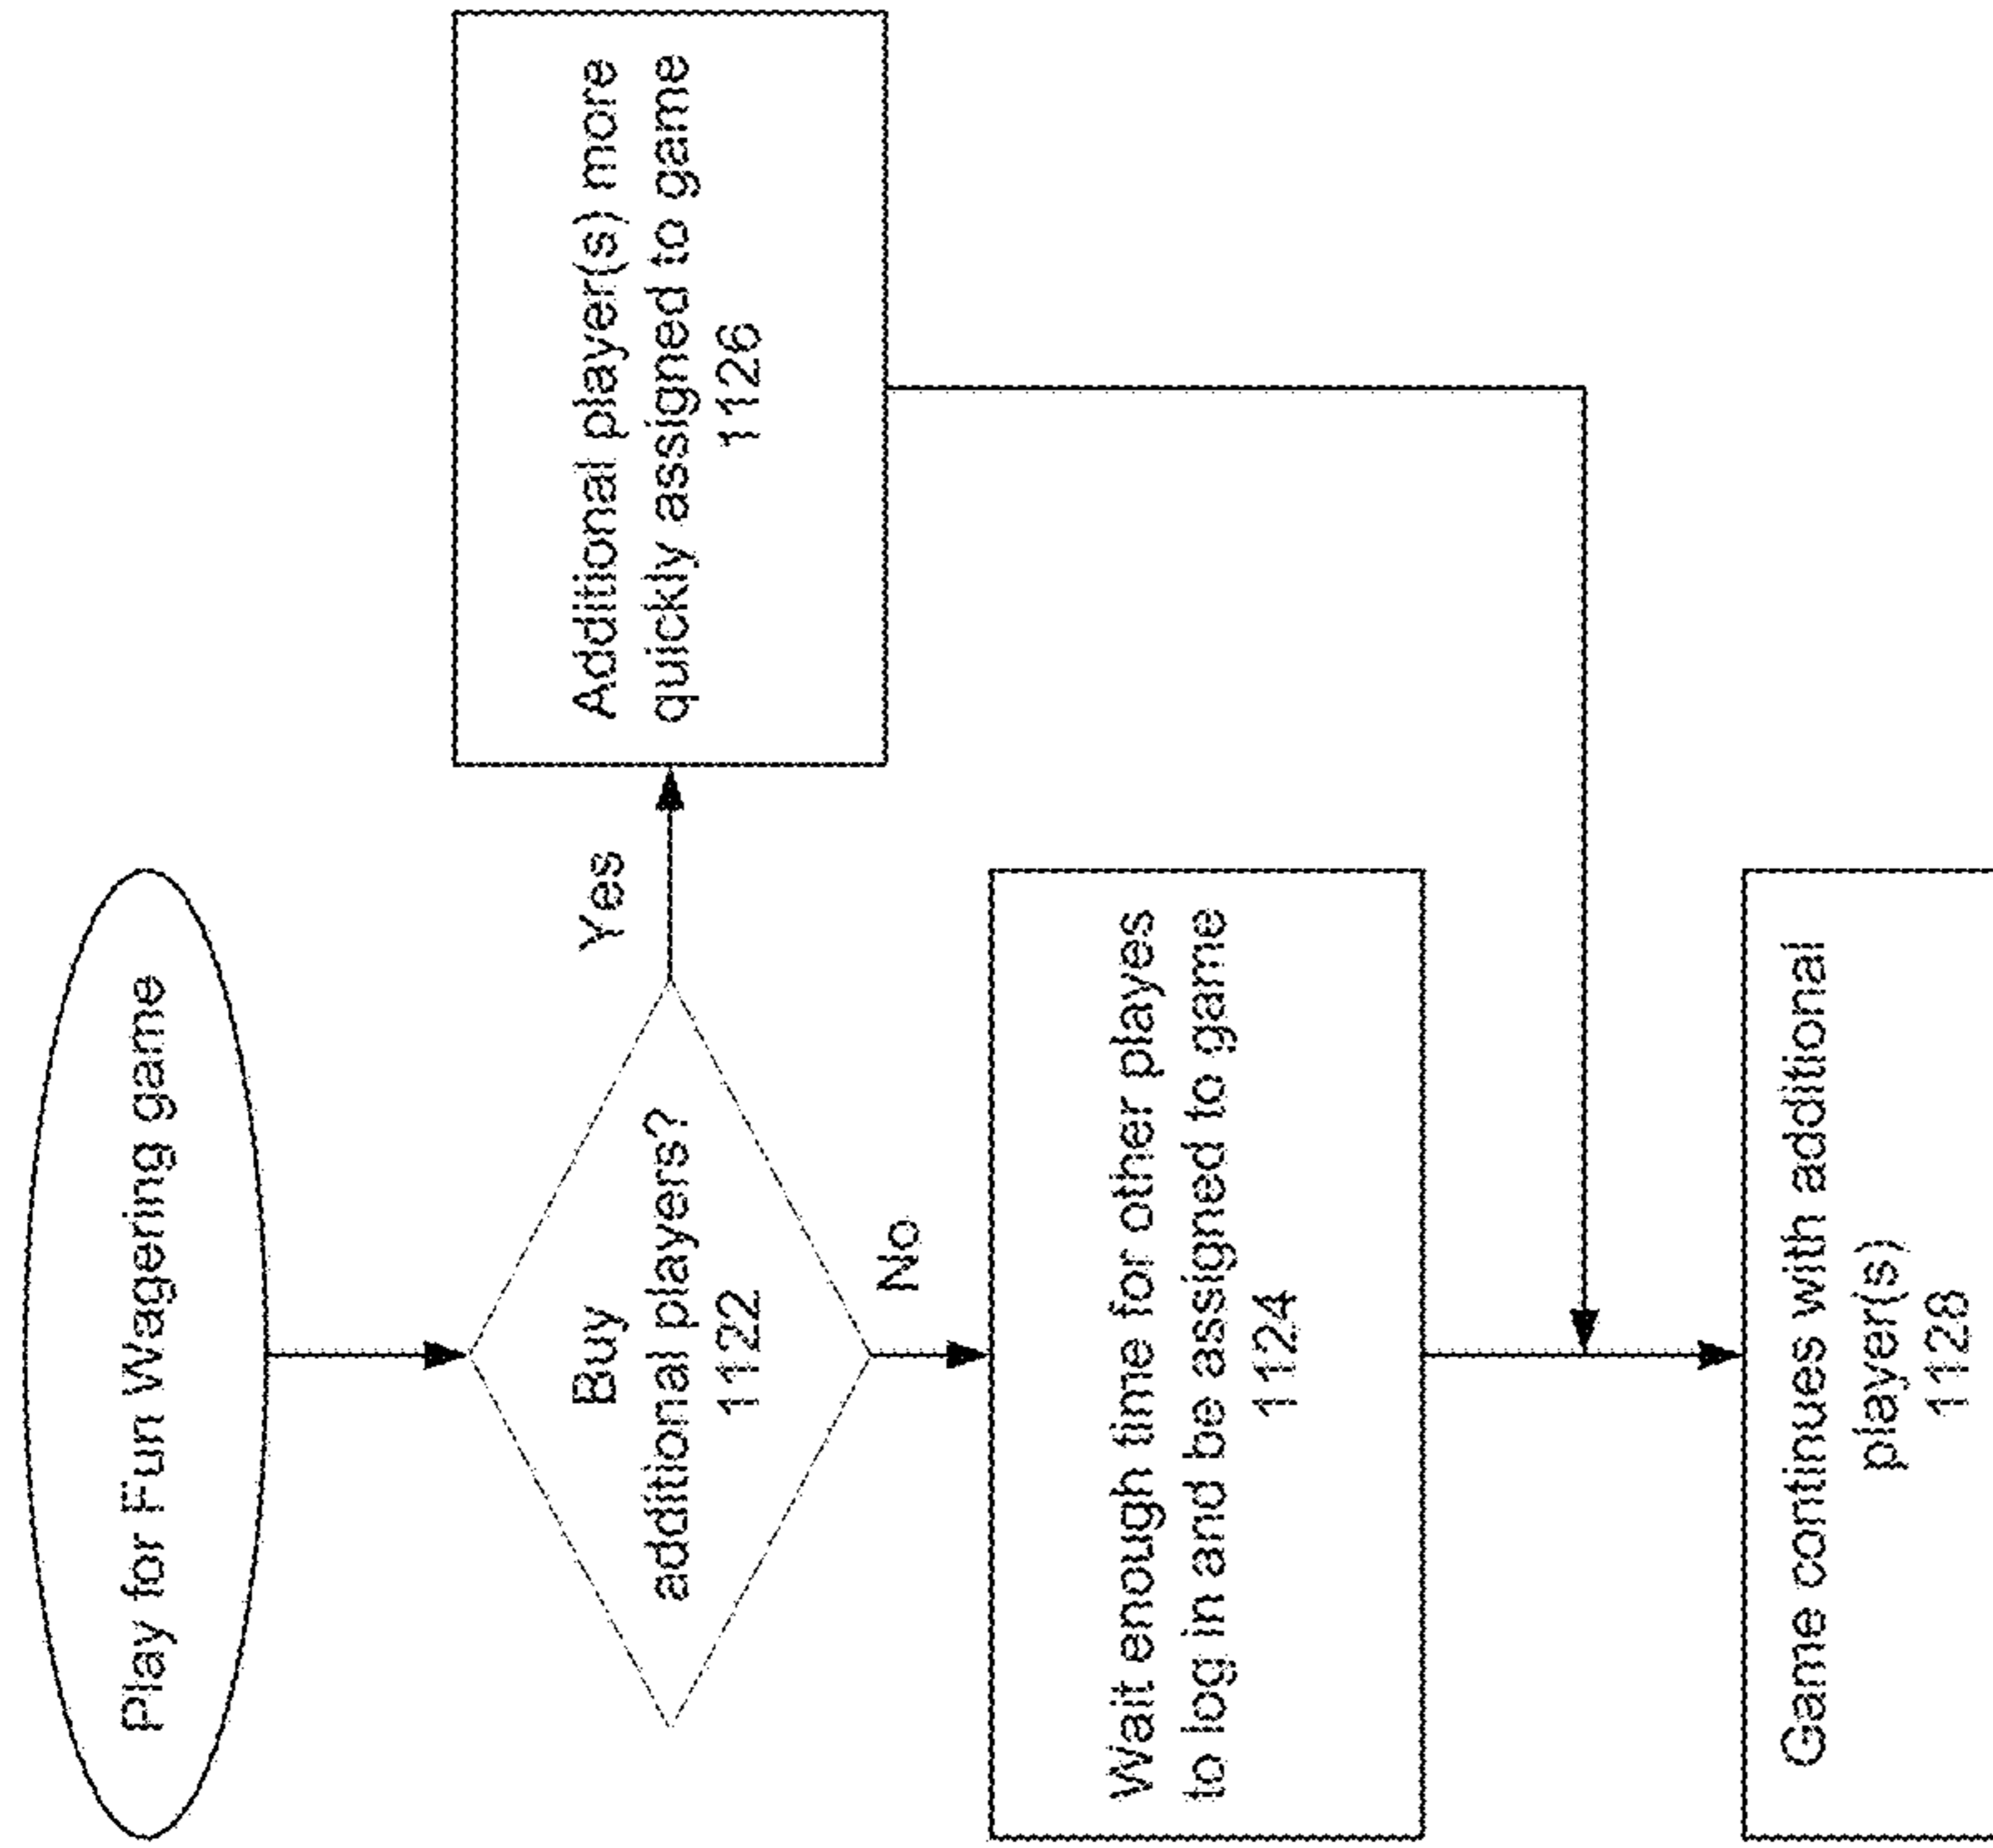 Play for Fun Wagering game
Buy
additional players?
1122
Yes
Additional player(s) more
quickly assigned to game
1126
No
Wait enough time for other playes
to log in and be assigned to game
1124
Game continues with additional
player(s)
1128